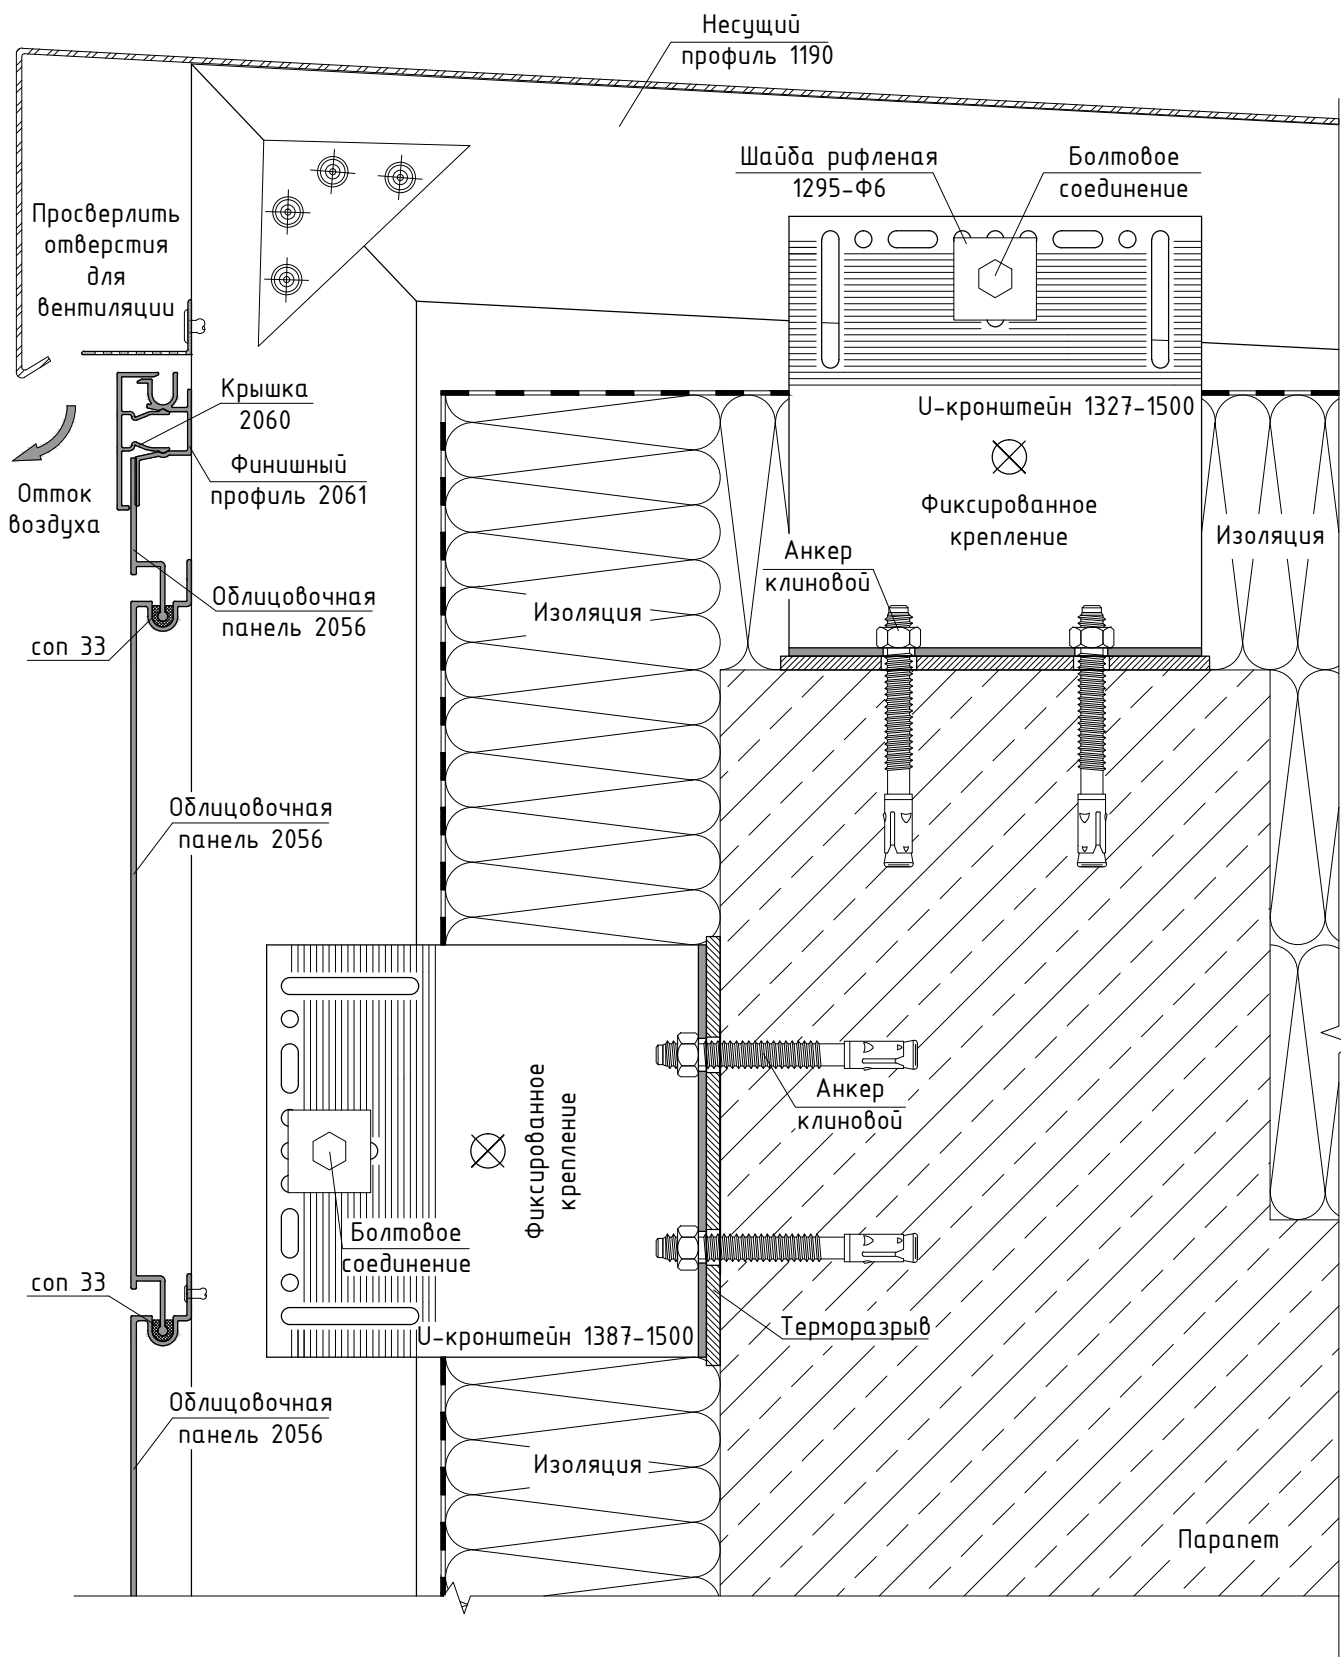 Несущий
профиль 1190
Шайба рифленая
1295-Ф6
Болтовое
соединение
Просверлить
отверстия
для
вентиляции
Крышка
2060
U-кронштейн 1327-1500
Финишный
профиль 2061
Отток
воздуха
Фиксированное
крепление
Изоляция
Анкер
клиновой
Облицовочная
панель 2056
Изоляция
con 33
Облицовочная
панель 2056
Фиксированное
крепление
Анкер
клиновой
Болтовое
соединение
con 33
Терморазрыв
U-кронштейн 1387-1500
Облицовочная
панель 2056
Изоляция
Парапет